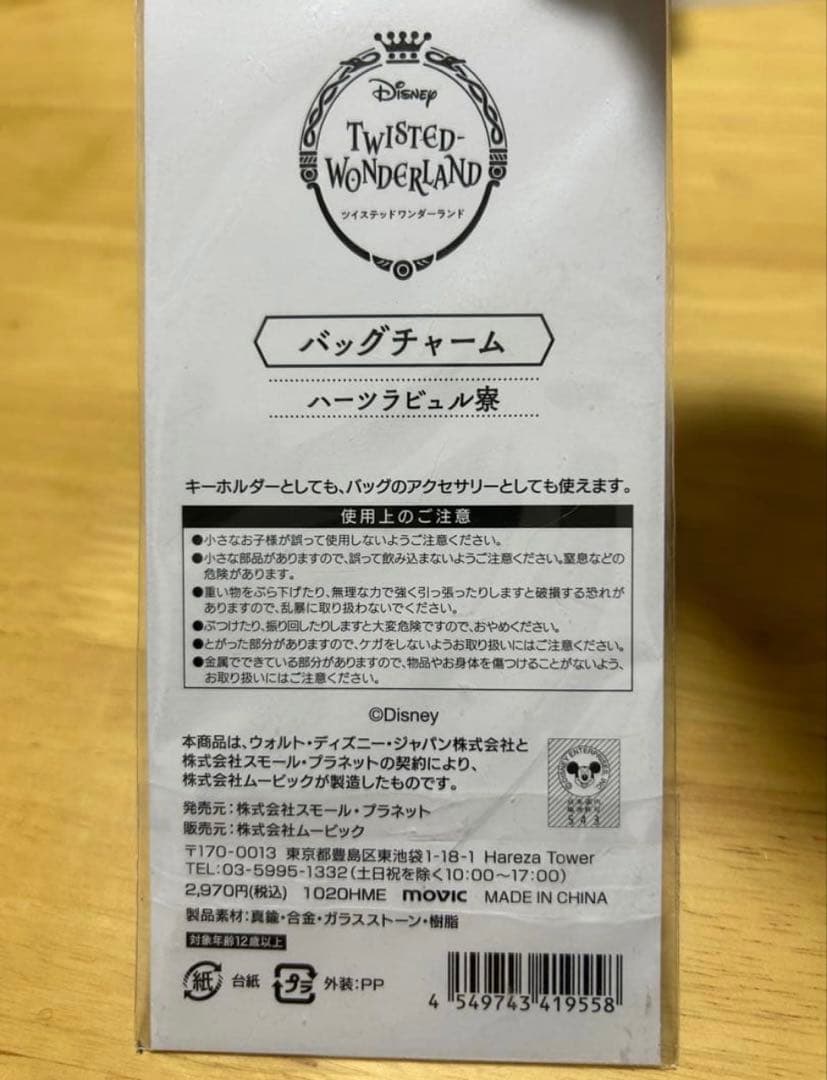 Disney
TWISTED-
WONDERLAND
ツイステッドワンダーランド
バッグチャーム
ハーツラビュル寮
キーホルダーとしても、バッグのアクセサリーとしても使えます。
使用上のご注意
●小さなお子様が誤って使用しないようご注意ください。
●小さな部品がありますので、誤って飲み込まないようご注意ください。窒息などの
危険があります。
●重い物をぶら下げたり、無理な力で強く引っ張ったりしますと破損する恐れが
ありますので、乱暴に取り扱わないでください。
●ぶつけたり、振り回したりしますと大変危険ですので、おやめください。
●とがった部分がありますので、ケガをしないようお取り扱いにはご注意ください。
●金属でできている部分がありますので、物品やお身体を傷つけることがないよう、
お取り扱いにはご注意ください。
©Disney
本商品は、ウォルト・ディズニー・ジャパン株式会社と
株式会社スモール・プラネットの契約により、
株式会社ムービックが製造したものです。
©DISNEY ENTERPRISES, INC.
543
発売元：株式会社スモール・プラネット
販売元：株式会社ムービック
〒170-0013 東京都豊島区東池袋1-18-1 Hareza Tower
TEL:03-5995-1332(土日祝を除く10:00～17:00)
2,970円(税込) 1020HME movic MADE IN CHINA
製品素材：真鍮・合金・ガラスストーン・樹脂
対象年齢12歳以上
紙 台紙 プラ 外装：PP
4 549743 419558